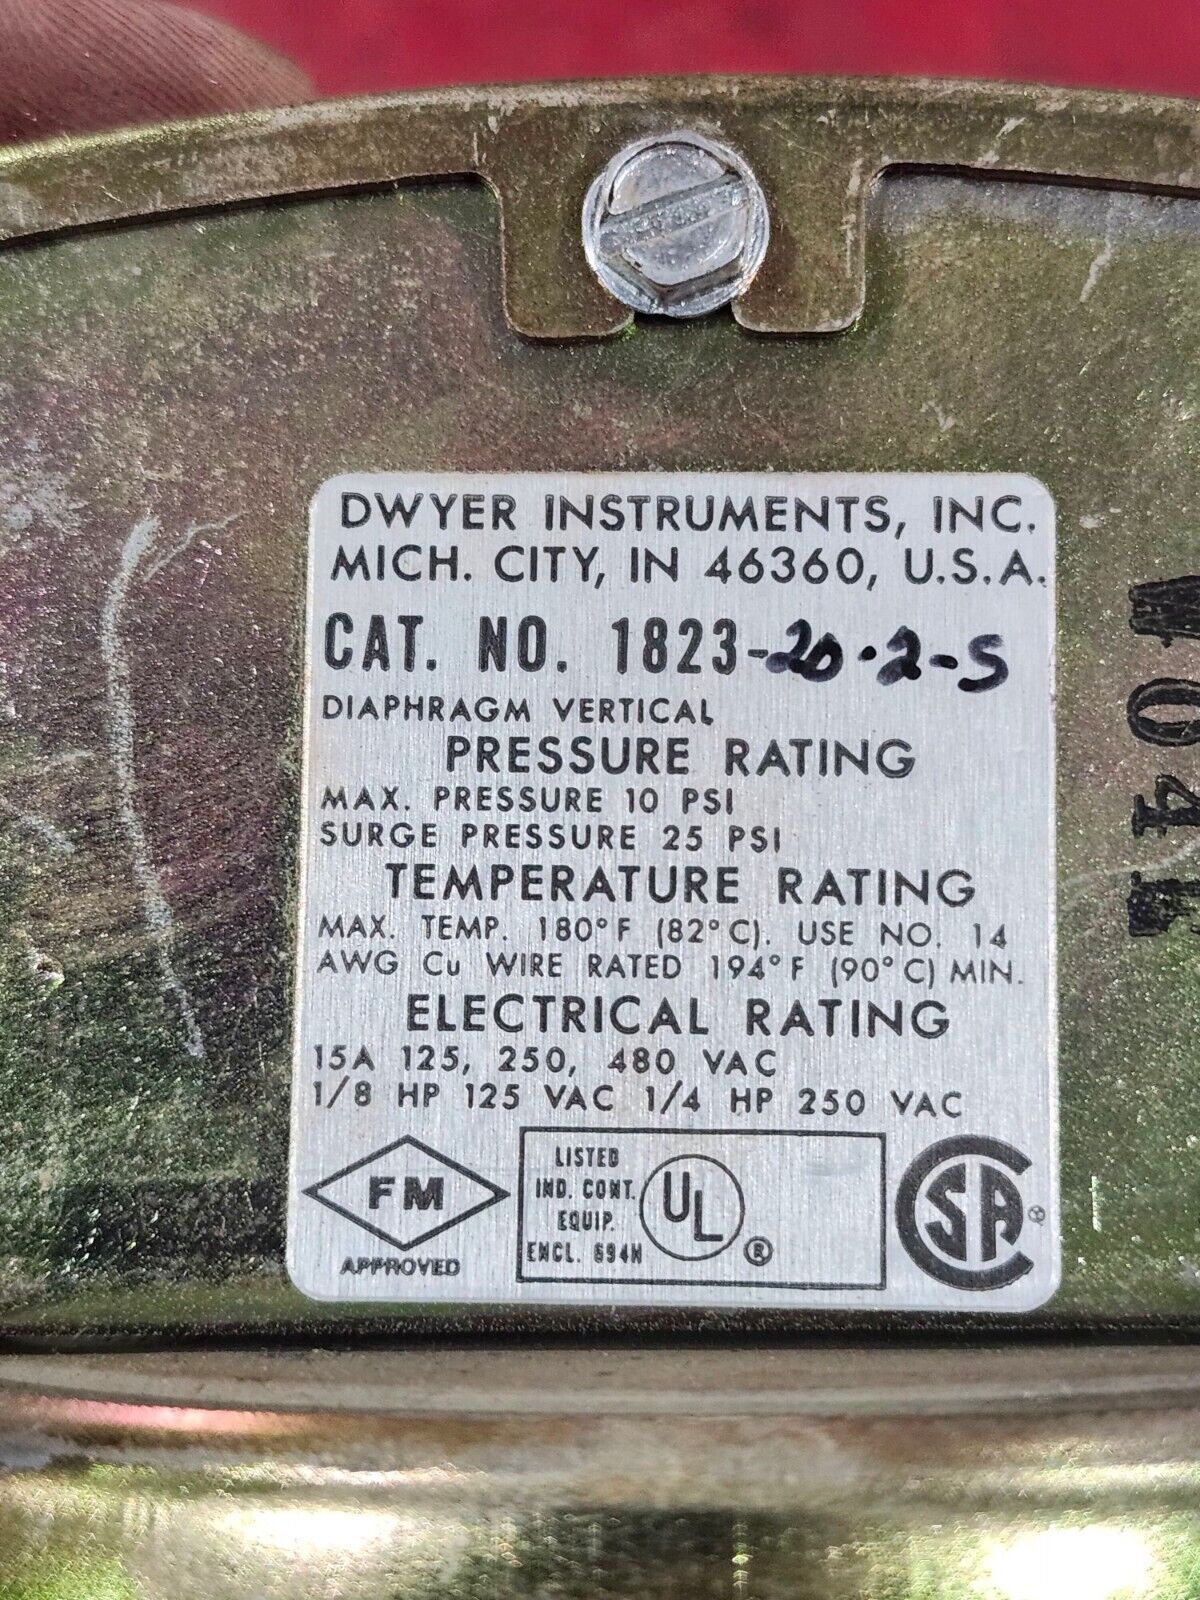 DWYER INSTRUMENTS, INC.
MICH. CITY, IN 46360, U.S.A.
CAT. NO. 1823-20-2-S
DIAPHRAGM VERTICAL
PRESSURE RATING
MAX. PRESSURE 10 PSI
SURGE PRESSURE 25 PSI
TEMPERATURE RATING
MAX. TEMP. 180°F (82°C). USE NO. 14
AWG Cu WIRE RATED 194°F (90°C) MIN.
ELECTRICAL RATING
15A 125, 250, 480 VAC
1/8 HP 125 VAC 1/4 HP 250 VAC
FM
APPROVED
LISTED
IND. CONT.
EQUIP.
ENCL. 694H
UL ®
CSA